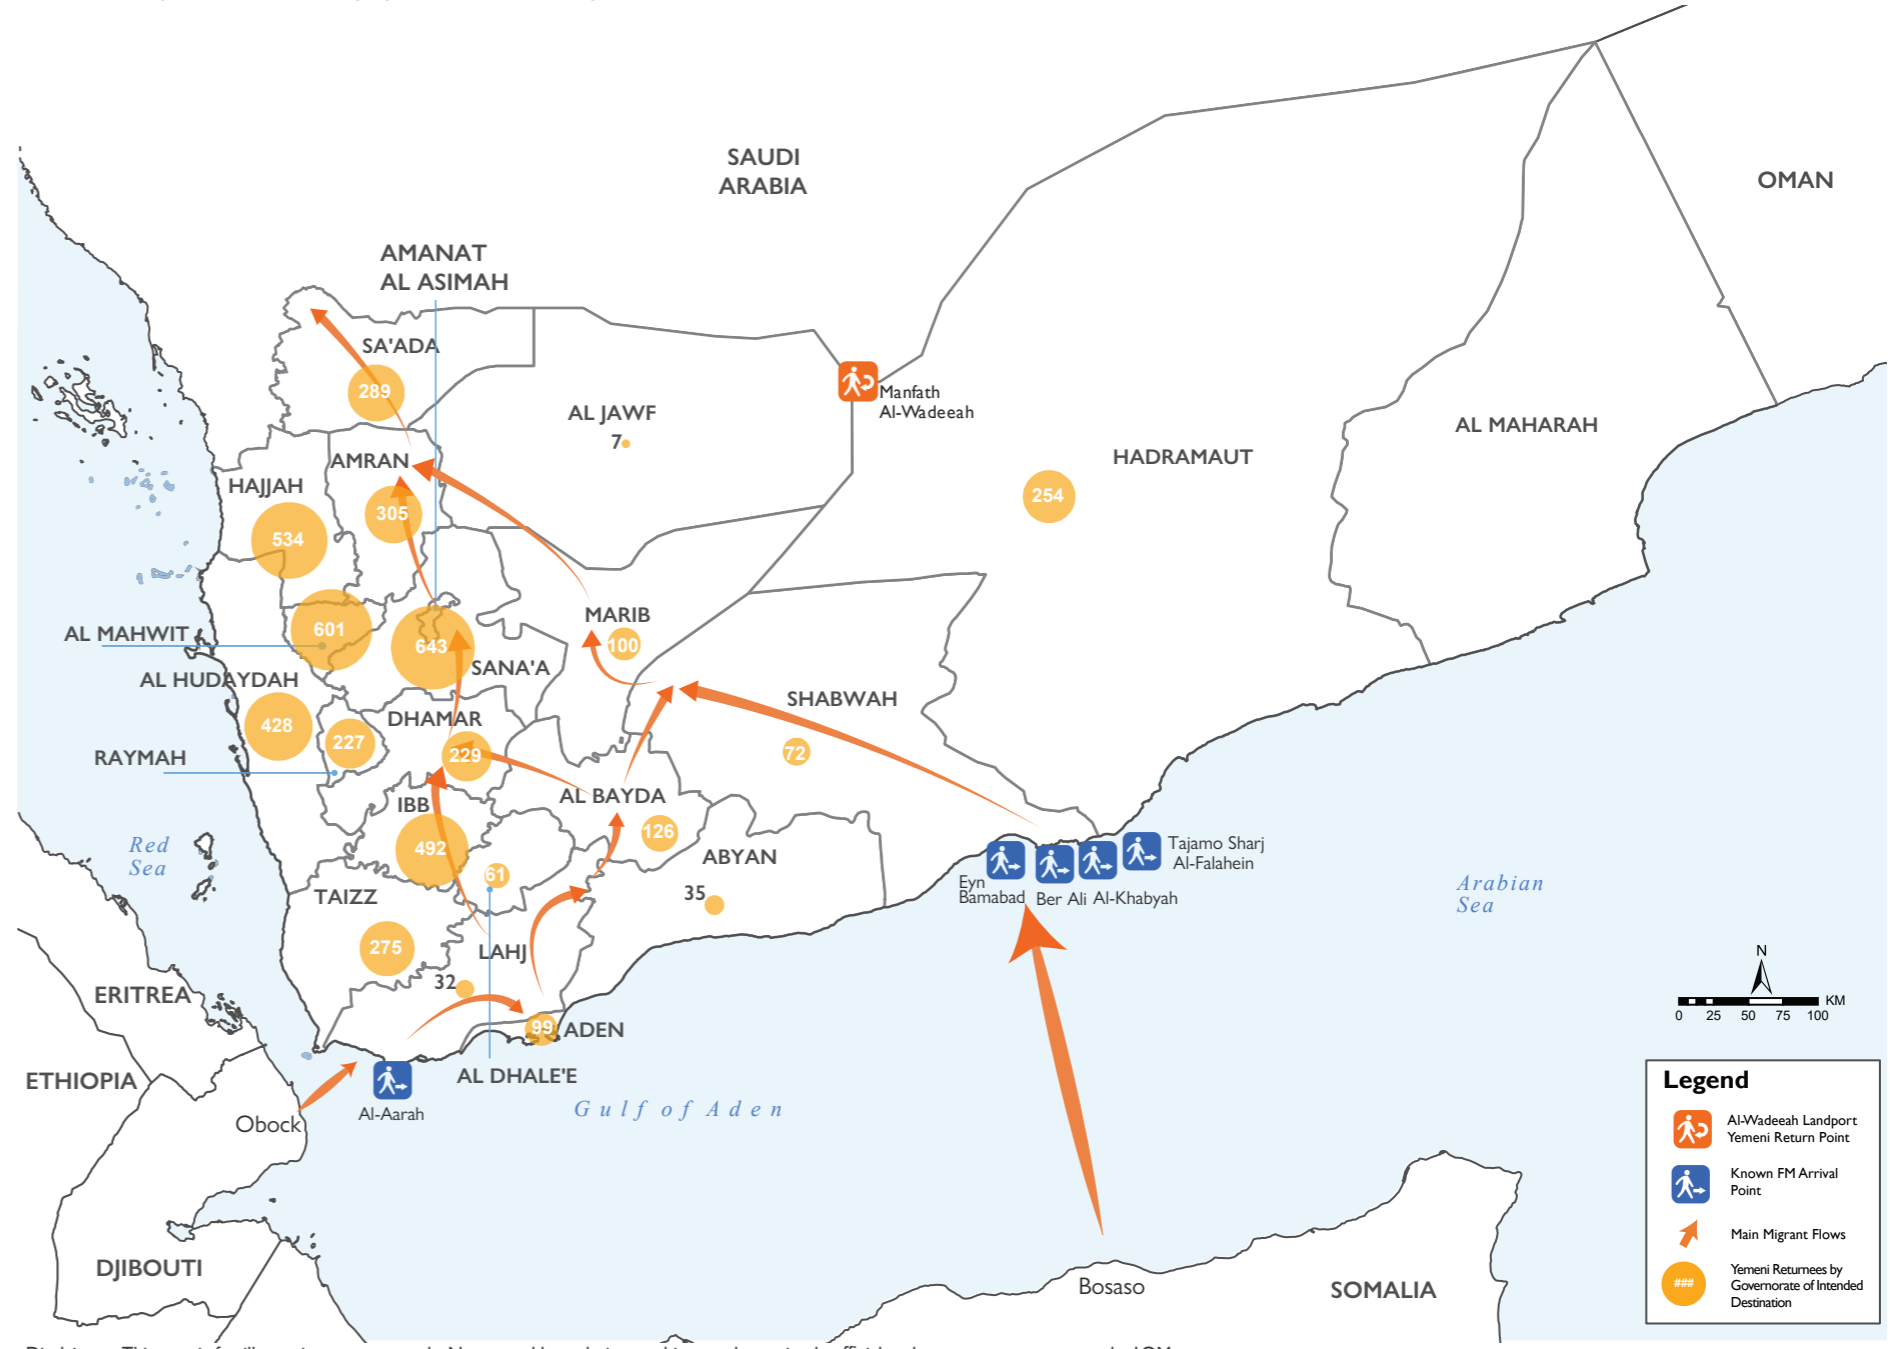 SAUDI
ARABIA
OMAN
AMANAT
AL ASIMAH
SA'ADA
289
Manfath
Al-Wadeeah
AL JAWF
7
AL MAHARAH
HADRAMAUT
254
AMRAN
305
HAJJAH
534
MARIB
100
AL MAHWIT
601
643
SANA'A
AL HUDAYDAH
428
SHABWAH
72
DHAMAR
229
227
RAYMAH
IBB
492
AL BAYDA
126
Red
Sea
ABYAN
35
61
TAIZZ
275
Tajamo Sharj
Al-Falahein
Eyn
Bamabad
Ber Ali
Al-Khabyah
Arabian
Sea
LAHJ
32
ERITREA
99
ADEN
N
KM
0 25 50 75 100
ETHIOPIA
AL DHALE'E
Al-Aarah
Obock
Gulf of Aden
DJIBOUTI
Bosaso
SOMALIA
Legend
Al-Wadeeah Landport
Yemeni Return Point
Known FM Arrival
Point
Main Migrant Flows
###
Yemeni Returnees by
Governorate of Intended
Destination